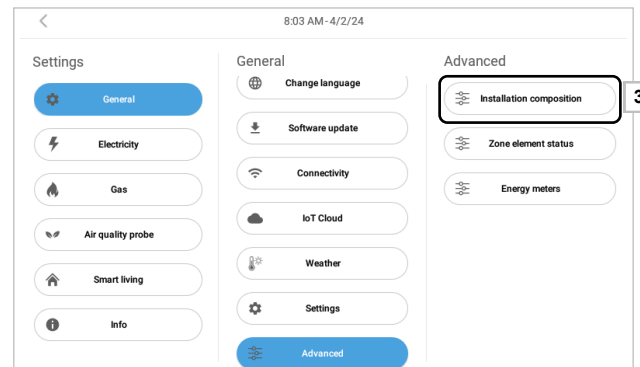 8:03 AM-4/2/24
Settings
General
Electricity
Gas
Air quality probe
Smart living
Info
General
Change language
Software update
Connectivity
IoT Cloud
Weather
Settings
Advanced
Advanced
Installation composition
3
Zone element status
Energy meters